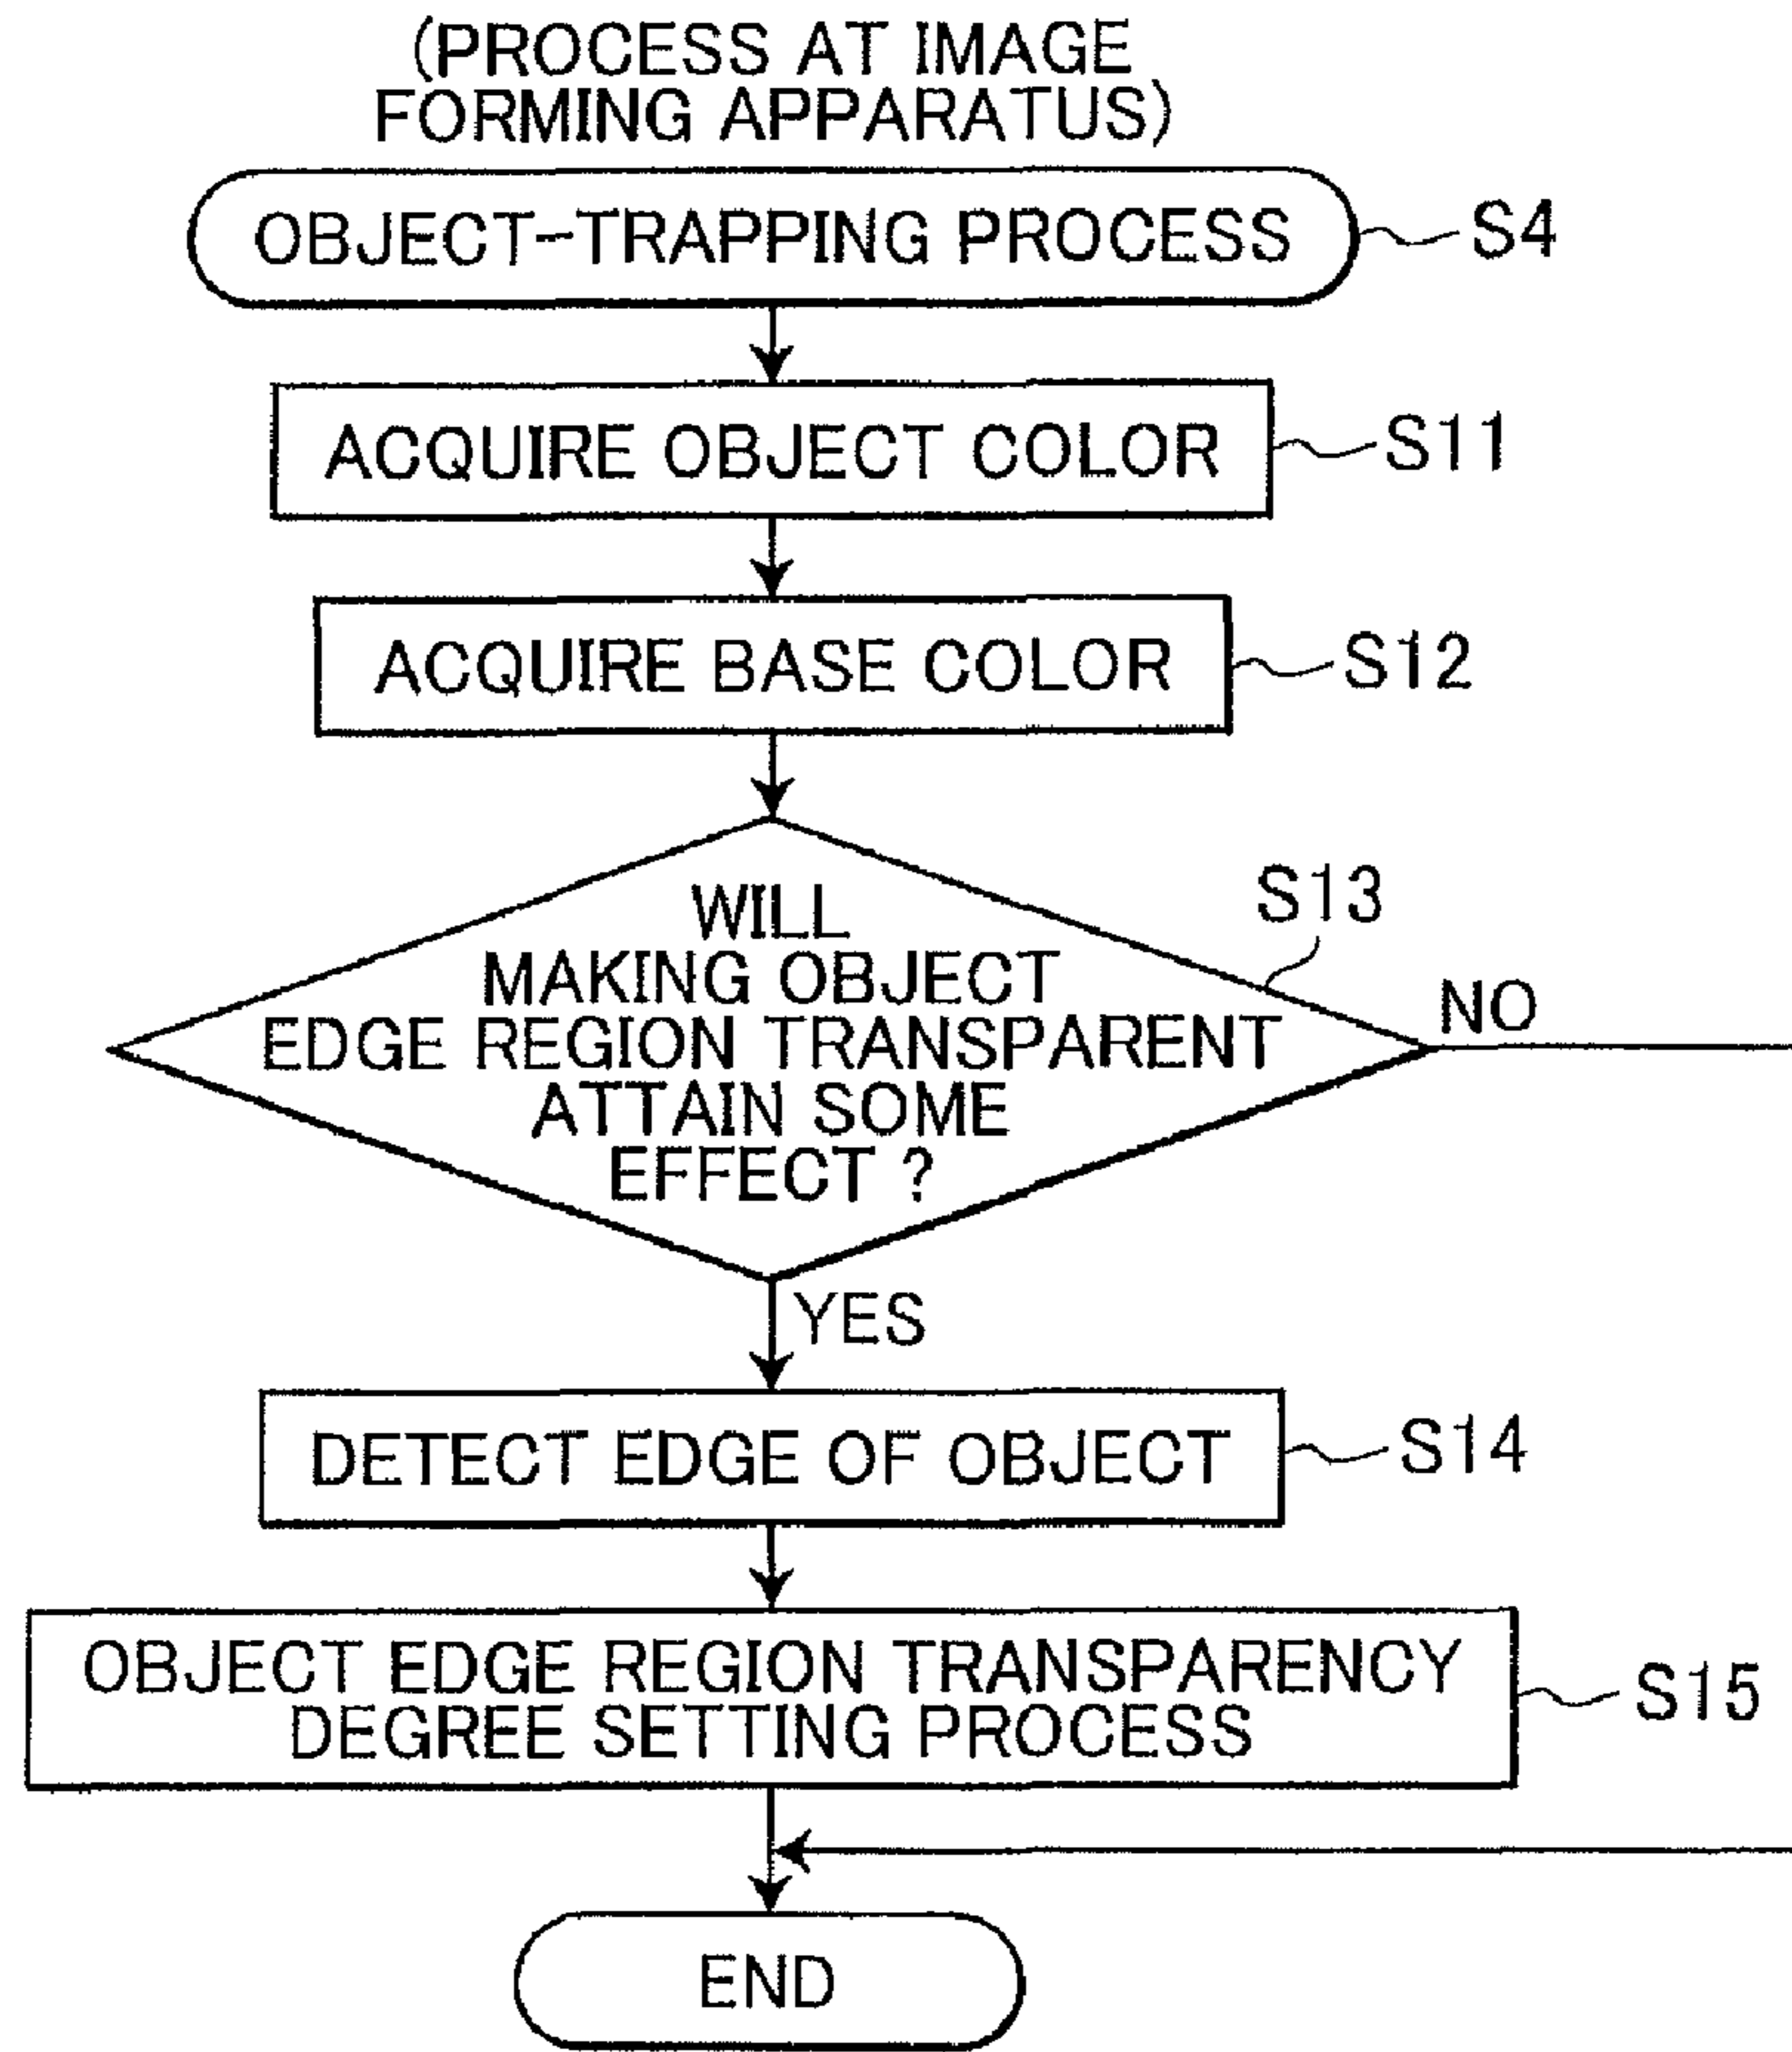 (PROCESS AT IMAGE
FORMING APPARATUS)
OBJECT-TRAPPING PROCESS
S4
ACQUIRE OBJECT COLOR
S11
ACQUIRE BASE COLOR
S12
WILL
MAKING OBJECT
EDGE REGION TRANSPARENT
ATTAIN SOME
EFFECT ?
S13
NO
YES
DETECT EDGE OF OBJECT
S14
OBJECT EDGE REGION TRANSPARENCY
DEGREE SETTING PROCESS
S15
END